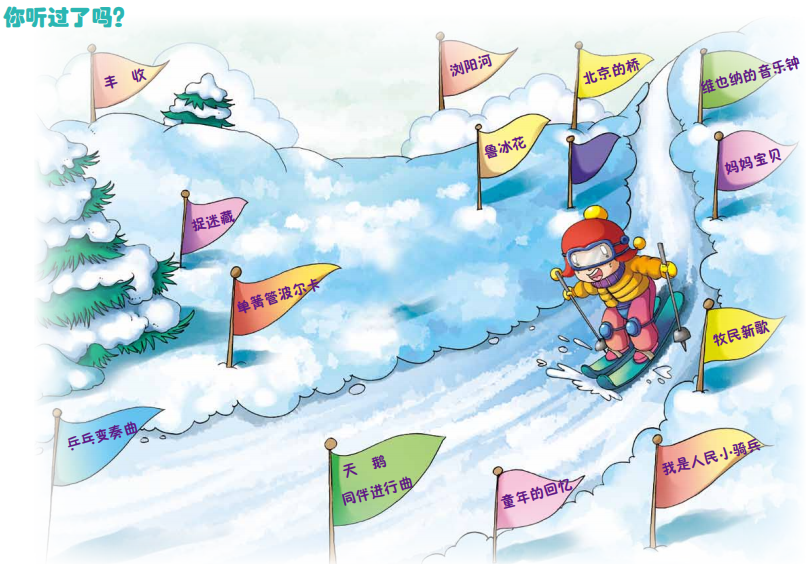 你听过了吗?
丰 收
浏阳河
北京的桥
维也纳的音乐钟
鲁冰花
妈妈宝贝
捉迷藏
单簧管波尔卡
牧民新歌
乒乓变奏曲
天 鹅
同伴进行曲
童年的回忆
我是人民小骑兵